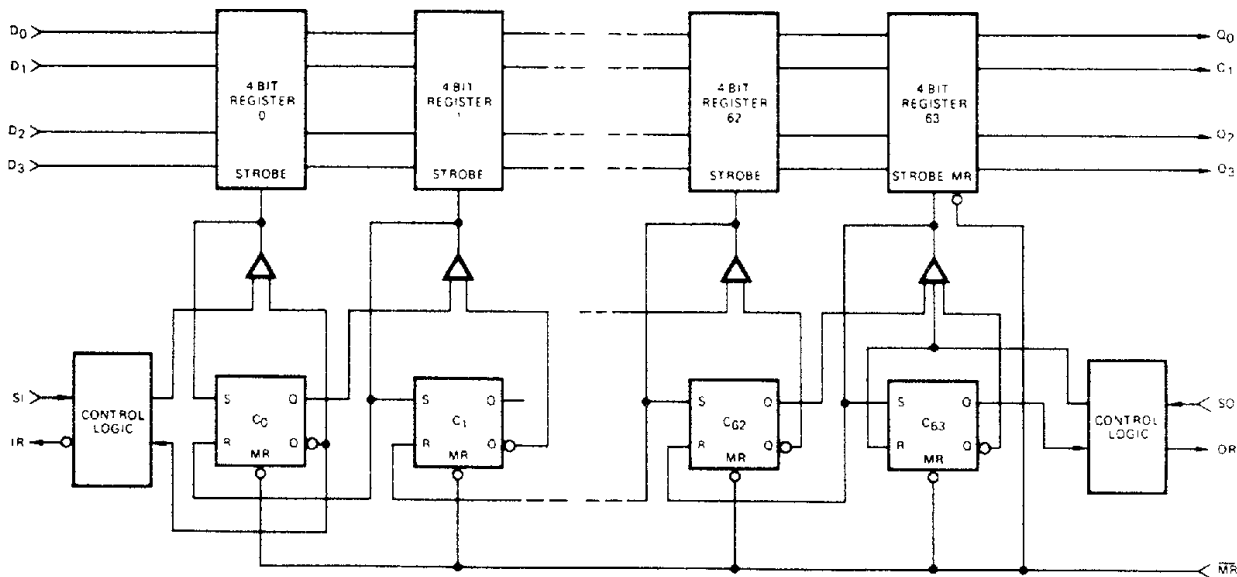 D0
4 BIT
REGISTER
0
4 BIT
REGISTER
1
4 BIT
REGISTER
62
4 BIT
REGISTER
63
Q0
D1
C1
D2
Q2
D3
Q3
STROBE
STROBE
STROBE
STROBE MR
SI
IR
CONTROL
LOGIC
S Q
C0
R Q
MR
S Q
C1
R Q
MR
S Q
C62
R Q
MR
S Q
C63
R Q
MR
CONTROL
LOGIC
SO
OR
MR